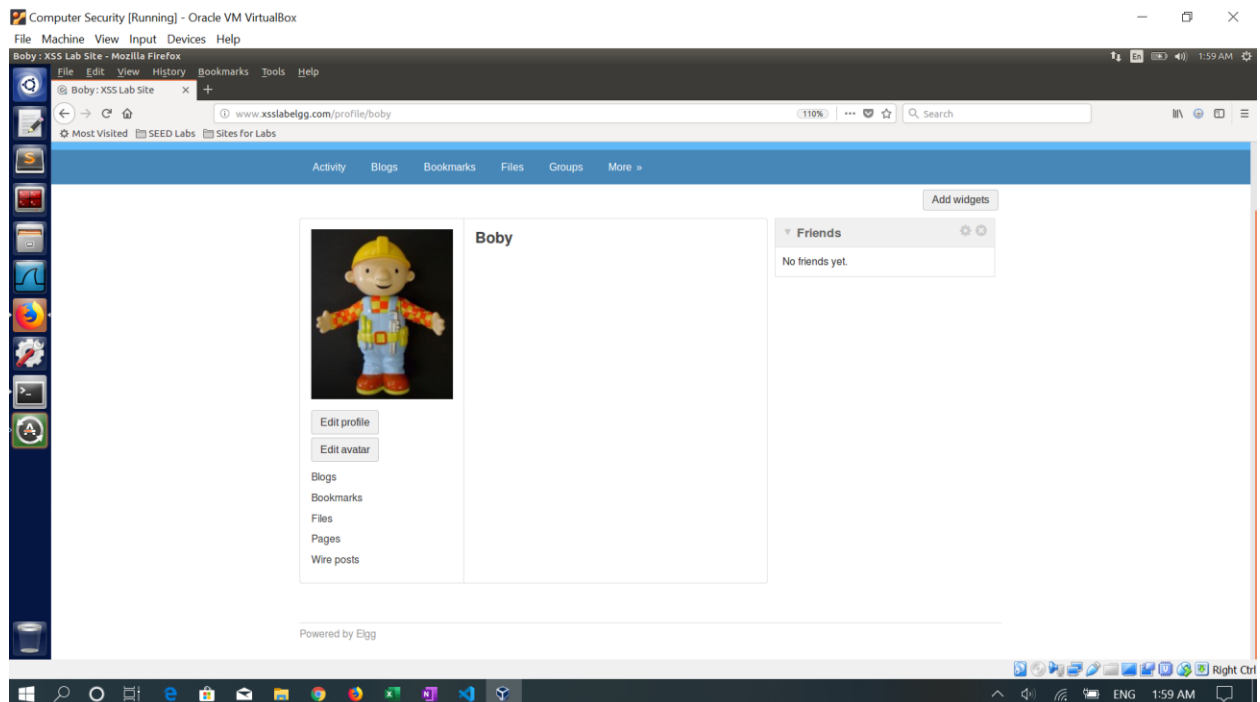 Computer Security [Running] - Oracle VM VirtualBox
File Machine View Input Devices Help
Boby : XSS Lab Site - Mozilla Firefox
En 1:59 AM
File Edit View History Bookmarks Tools Help
Boby : XSS Lab Site × +
www.xsslabelgg.com/profile/boby 110% Search
Most Visited SEED Labs Sites for Labs
Activity Blogs Bookmarks Files Groups More »
Add widgets
Boby
Friends
No friends yet.
Edit profile
Edit avatar
Blogs
Bookmarks
Files
Pages
Wire posts
Powered by Elgg
Right Ctrl
ENG 1:59 AM